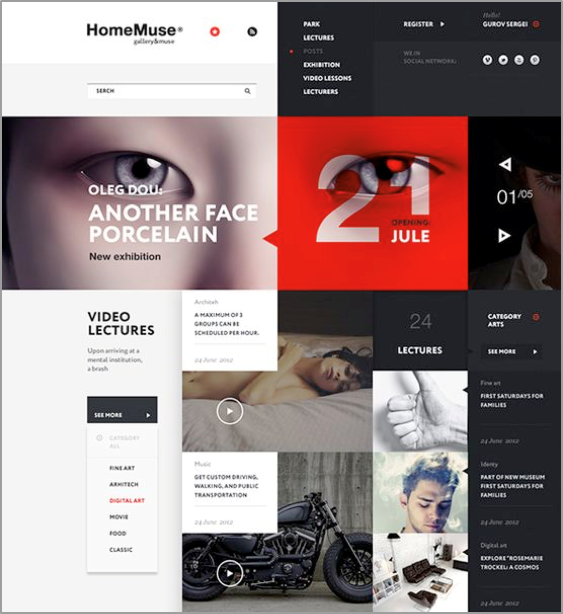 HomeMuse®
gallery&muse
SERCH
PARK
LECTURES
POSTS
EXHIBITION
VIDEO LESSONS
LECTURERS
REGISTER
Hello!
GUROV SERGEI
WE IN
SOCIAL NETWORK:
OLEG DOU:
ANOTHER FACE
PORCELAIN
New exhibition
21
OPENING:
JULE
01/05
VIDEO
LECTURES
Upon arriving at a
mental institution,
a brash
SEE MORE
CATEGORY
ALL
FINE ART
ARHITECH
DIGITAL ART
MOVIE
FOOD
CLASSIC
Architeh
A MAXIMUM OF 3
GROUPS CAN BE
SCHEDULED PER HOUR.
24 June 2012
Music
GET CUSTOM DRIVING,
WALKING, AND PUBLIC
TRANSPORTATION
24 June 2012
24
LECTURES
CATEGORY
ARTS
SEE MORE
Fine art
FIRST SATURDAYS FOR
FAMILIES
24 June 2012
Identy
PART OF NEW MUSEUM
FIRST SATURDAYS FOR
FAMILIES
24 June 2012
Digital art
EXPLORE "ROSEMARIE
TROCKEL: A COSMOS
24 June 2012